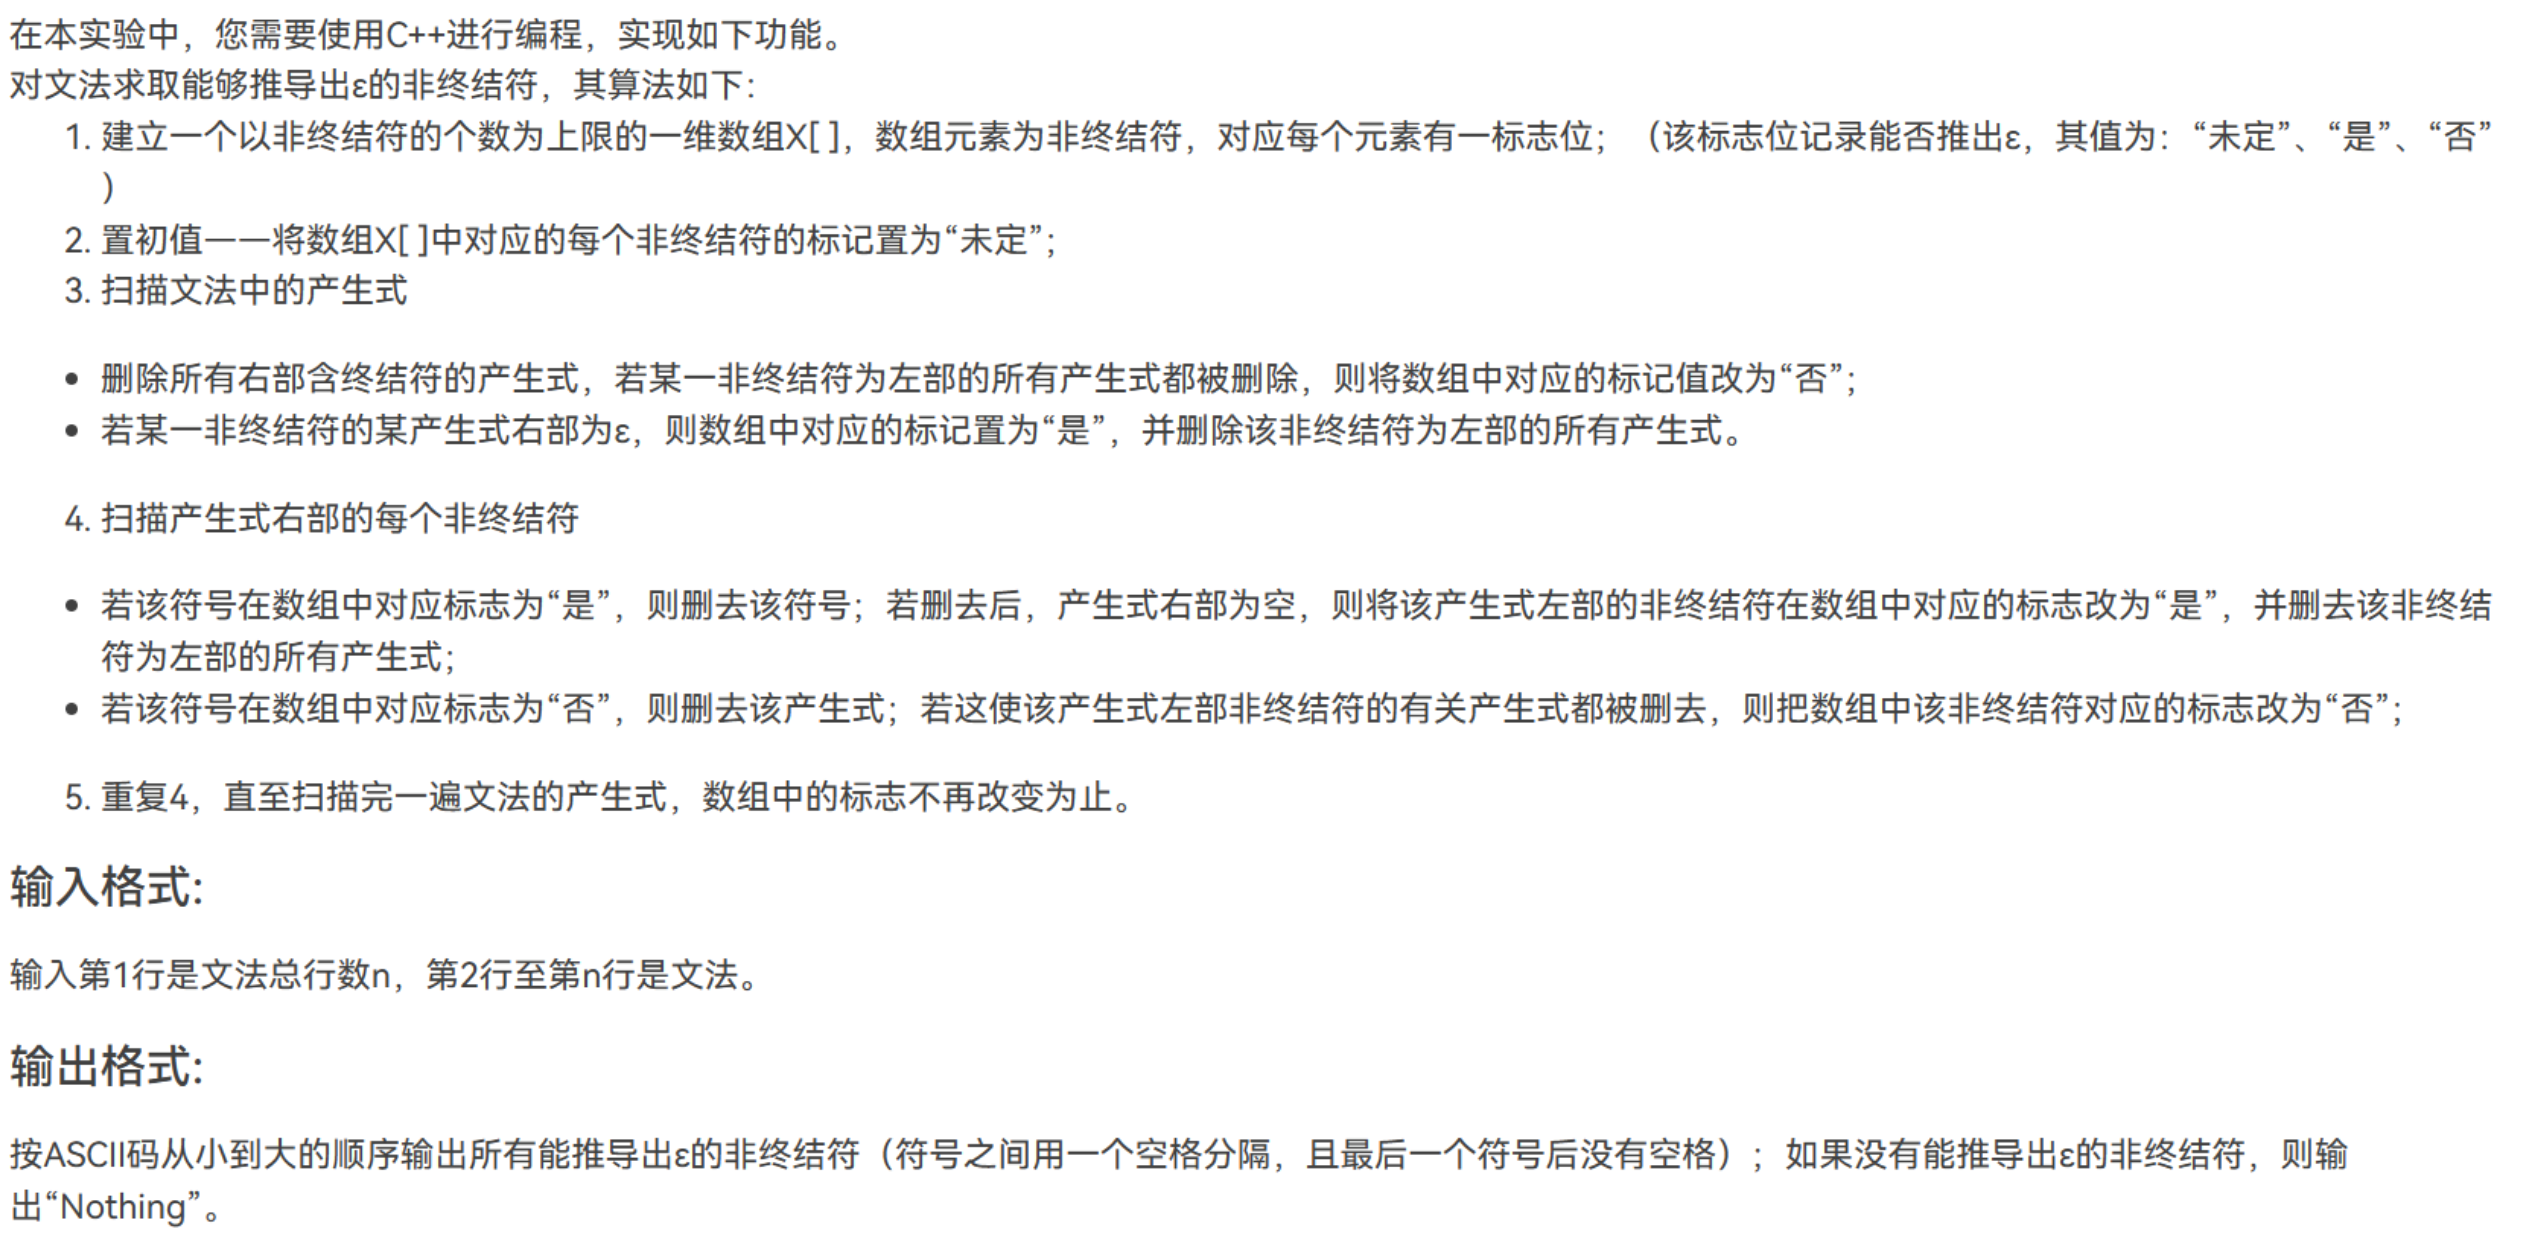 在本实验中，您需要使用C++进行编程，实现如下功能。
对文法求取能够推导出ε的非终结符，其算法如下：
1. 建立一个以非终结符的个数为上限的一维数组X[ ]，数组元素为非终结符，对应每个元素有一标志位；（该标志位记录能否推出ε，其值为：“未定”、“是”、“否”
）
2. 置初值——将数组X[ ]中对应的每个非终结符的标记置为“未定”；
3. 扫描文法中的产生式
• 删除所有右部含终结符的产生式，若某一非终结符为左部的所有产生式都被删除，则将数组中对应的标记值改为“否”；
• 若某一非终结符的某产生式右部为ε，则数组中对应的标记置为“是”，并删除该非终结符为左部的所有产生式。
4. 扫描产生式右部的每个非终结符
• 若该符号在数组中对应标志为“是”，则删去该符号；若删去后，产生式右部为空，则将该产生式左部的非终结符在数组中对应的标志改为“是”，并删去该非终结
符为左部的所有产生式；
• 若该符号在数组中对应标志为“否”，则删去该产生式；若这使该产生式左部非终结符的有关产生式都被删去，则把数组中该非终结符对应的标志改为“否”；
5. 重复4，直至扫描完一遍文法的产生式，数组中的标志不再改变为止。
输入格式:
输入第1行是文法总行数n，第2行至第n行是文法。
输出格式:
按ASCII码从小到大的顺序输出所有能推导出ε的非终结符（符号之间用一个空格分隔，且最后一个符号后没有空格）；如果没有能推导出ε的非终结符，则输
出“Nothing”。